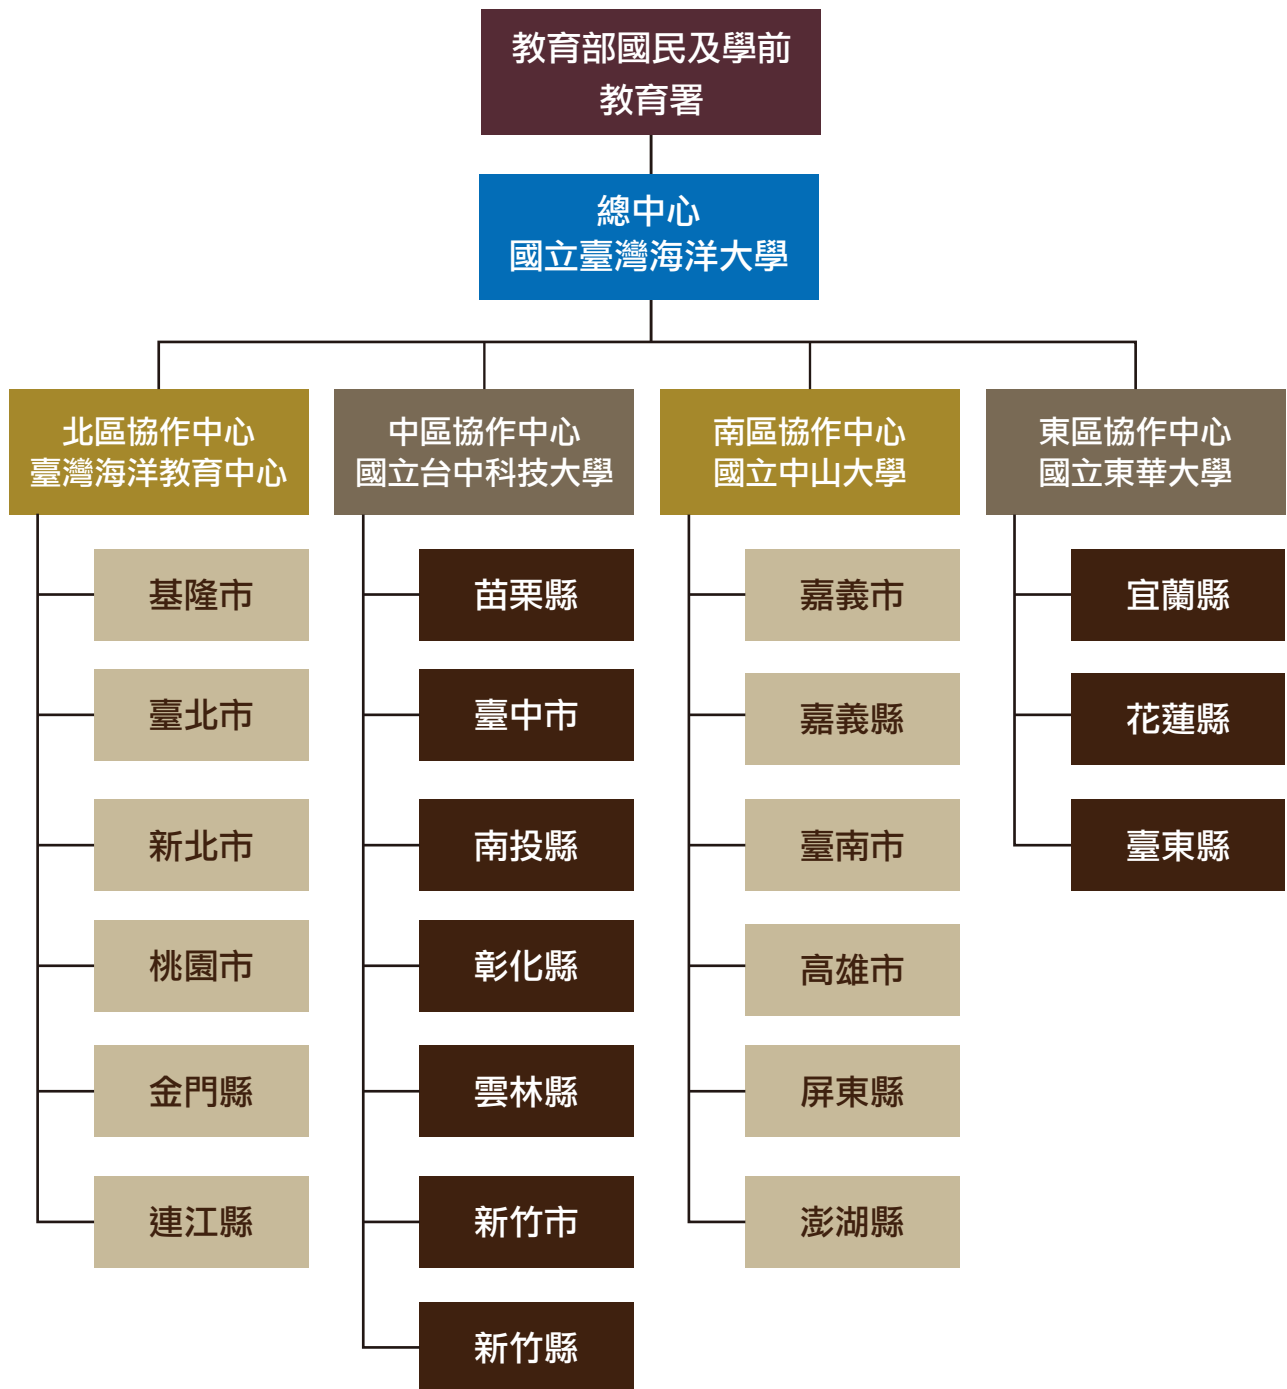 教育部國民及學前
教育署
總中心
國立臺灣海洋大學
北區協作中心
臺灣海洋教育中心
基隆市
臺北市
新北市
桃園市
金門縣
連江縣
中區協作中心
國立台中科技大學
苗栗縣
臺中市
南投縣
彰化縣
雲林縣
新竹市
新竹縣
南區協作中心
國立中山大學
嘉義市
嘉義縣
臺南市
高雄市
屏東縣
澎湖縣
東區協作中心
國立東華大學
宜蘭縣
花蓮縣
臺東縣